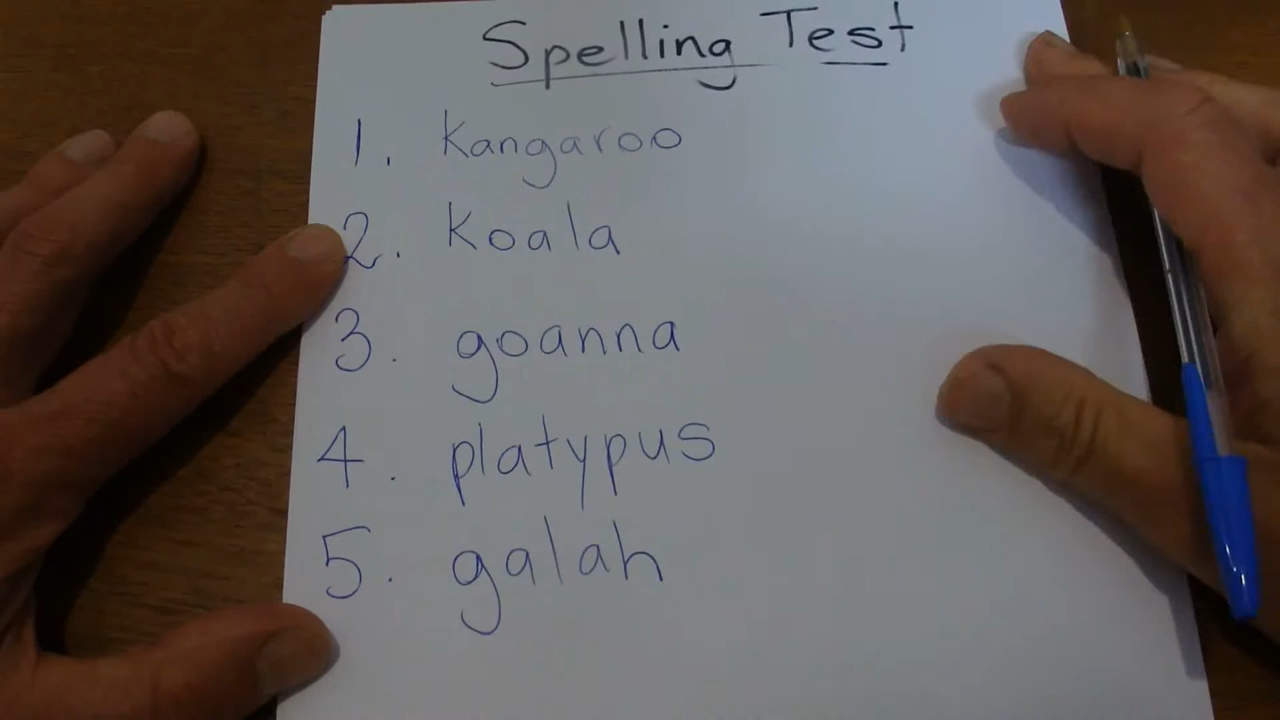 Spelling Test
1. Kangaroo
2. Koala
3. goanna
4. platypus
5. galah